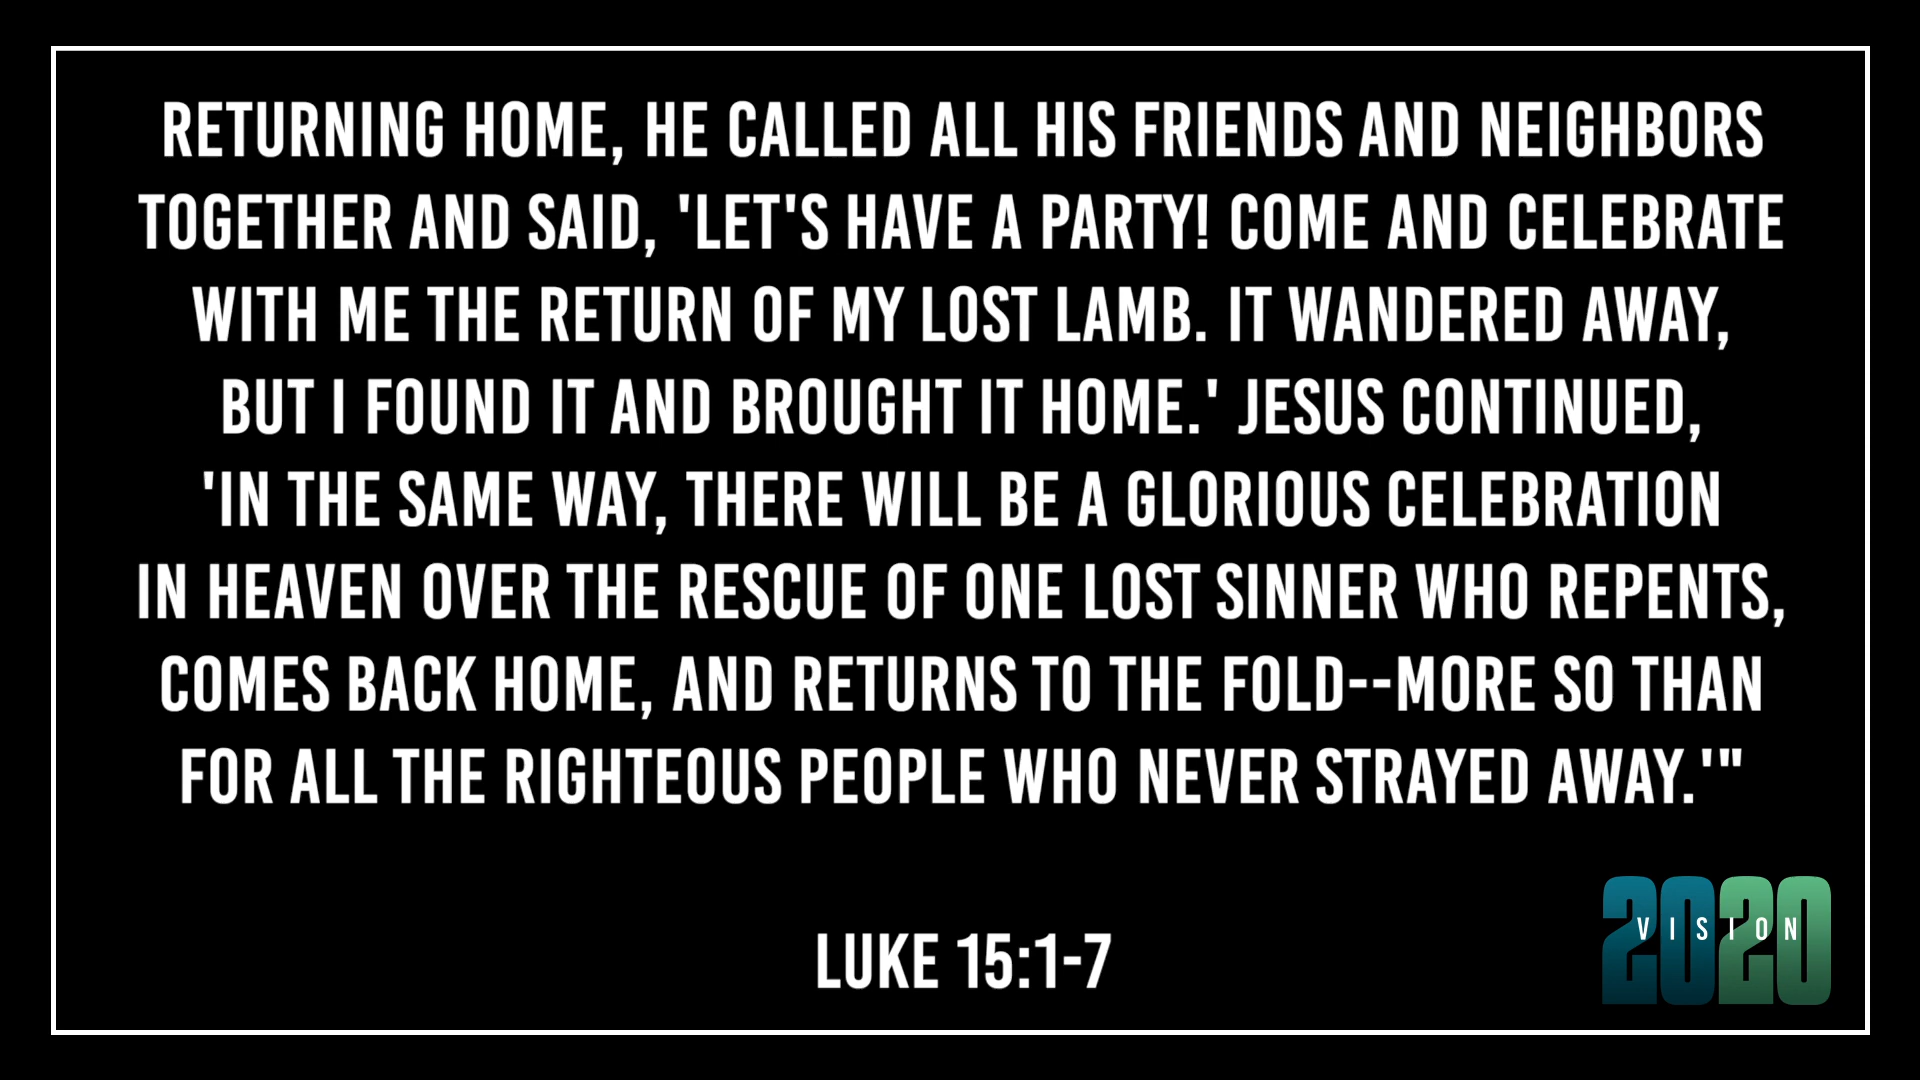 RETURNING HOME, HE CALLED ALL HIS FRIENDS AND NEIGHBORS
TOGETHER AND SAID, 'LET'S HAVE A PARTY! COME AND CELEBRATE
WITH ME THE RETURN OF MY LOST LAMB. IT WANDERED AWAY,
BUT I FOUND IT AND BROUGHT IT HOME.' JESUS CONTINUED,
'IN THE SAME WAY, THERE WILL BE A GLORIOUS CELEBRATION
IN HEAVEN OVER THE RESCUE OF ONE LOST SINNER WHO REPENTS,
COMES BACK HOME, AND RETURNS TO THE FOLD--MORE SO THAN
FOR ALL THE RIGHTEOUS PEOPLE WHO NEVER STRAYED AWAY.'"
LUKE 15:1-7
2020
VISION